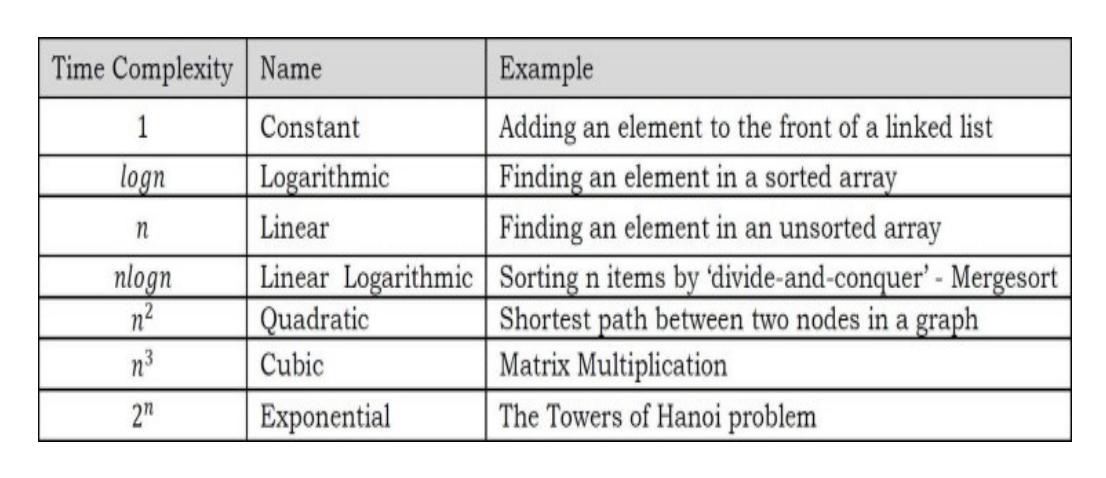 Time Complexity Name Example
1 Constant Adding an element to the front of a linked list
logn Logarithmic Finding an element in a sorted array
n Linear Finding an element in an unsorted array
nlogn Linear Logarithmic Sorting n items by ‘divide-and-conquer’ - Mergesort
n² Quadratic Shortest path between two nodes in a graph
n³ Cubic Matrix Multiplication
2ⁿ Exponential The Towers of Hanoi problem